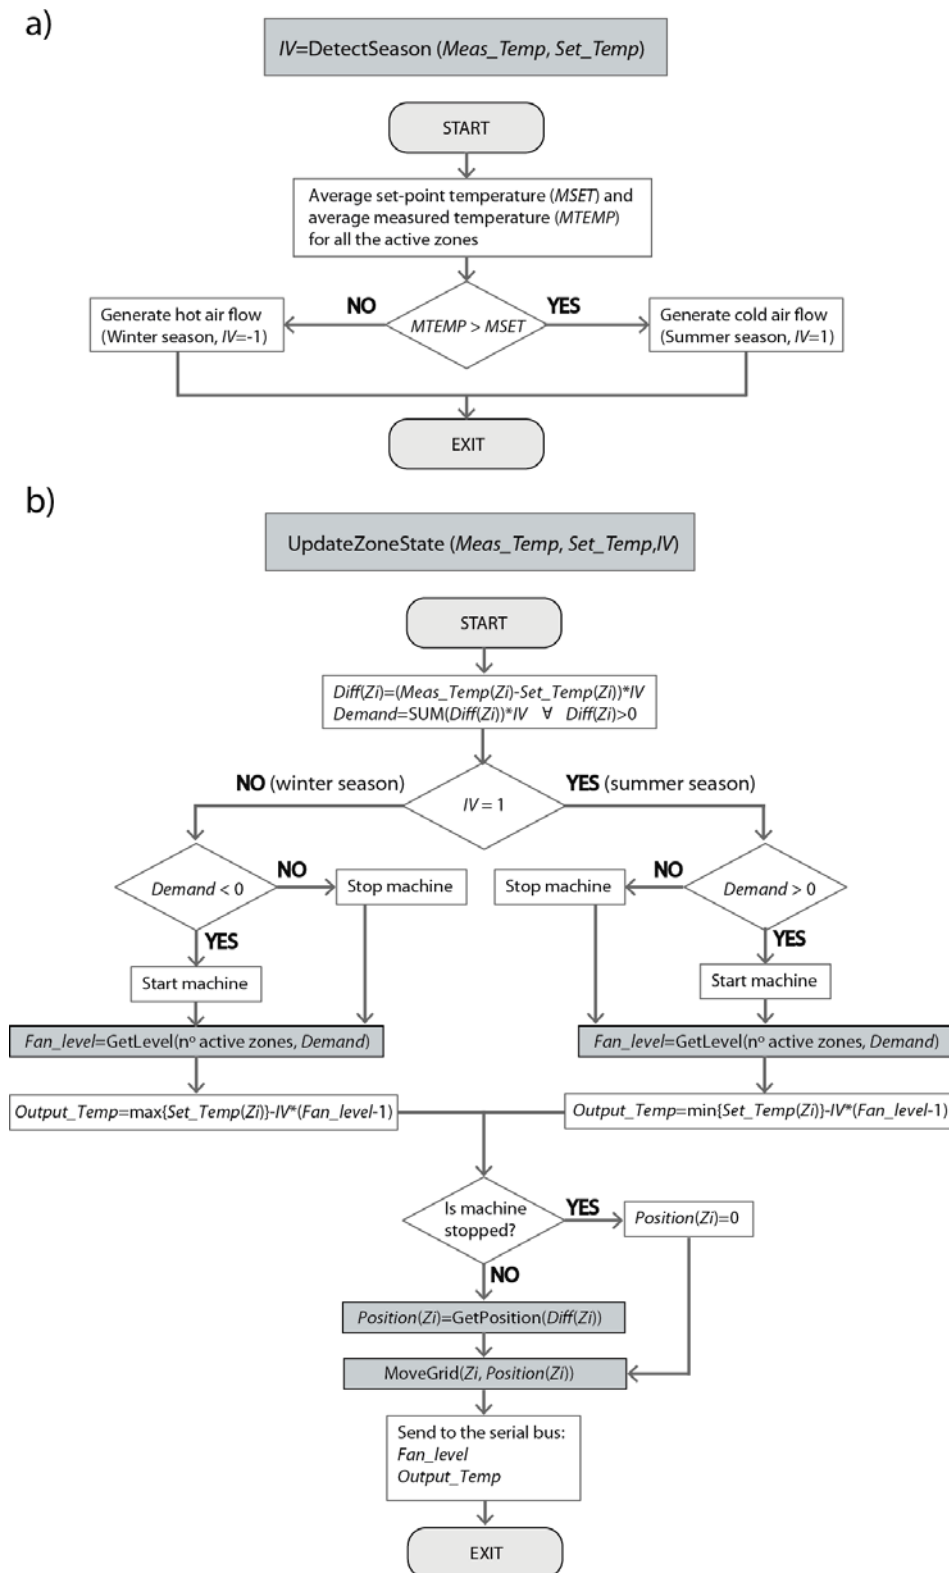 a)
IV=DetectSeason (Meas_Temp, Set_Temp)
START
Average set-point temperature (MSET) and
average measured temperature (MTEMP)
for all the active zones
NO
YES
Generate hot air flow
(Winter season, IV=-1)
MTEMP > MSET
Generate cold air flow
(Summer season, IV=1)
EXIT
b)
UpdateZoneState (Meas_Temp, Set_Temp,IV)
START
Diff(Zi)=(Meas_Temp(Zi)-Set_Temp(Zi))*IV
Demand=SUM(Diff(Zi))*IV ∀ Diff(Zi)>0
NO (winter season)
YES (summer season)
IV = 1
Demand < 0
NO
Stop machine
Stop machine
NO
Demand > 0
YES
YES
Start machine
Start machine
Fan_level=GetLevel(nº active zones, Demand)
Fan_level=GetLevel(nº active zones, Demand)
Output_Temp=max{Set_Temp(Zi)}-IV*(Fan_level-1)
Output_Temp=min{Set_Temp(Zi)}-IV*(Fan_level-1)
Is machine
stopped?
YES
Position(Zi)=0
NO
Position(Zi)=GetPosition(Diff(Zi))
MoveGrid(Zi, Position(Zi))
Send to the serial bus:
Fan_level
Output_Temp
EXIT